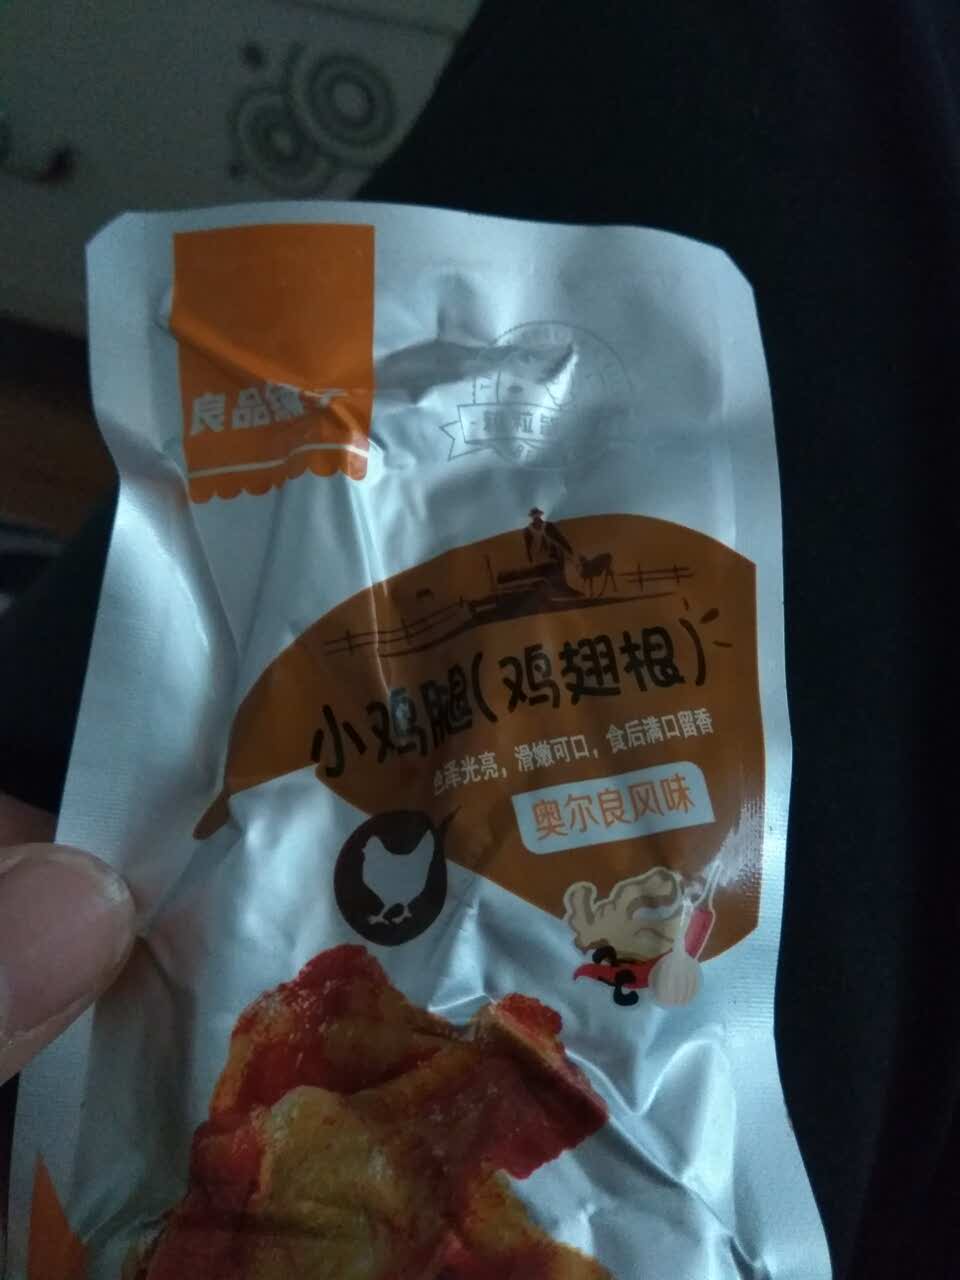 良品铺子
小鸡腿(鸡翅根)
色泽光亮,滑嫩可口,食后满口留香
奥尔良风味